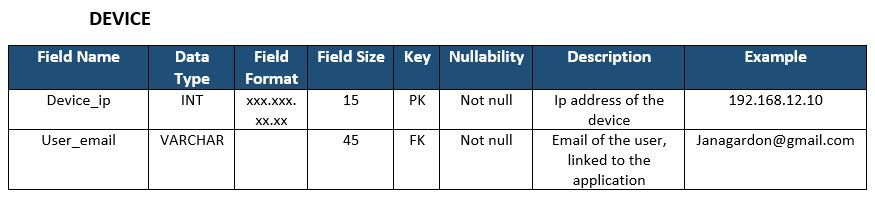 DEVICE
Field Name Data Type Field Format Field Size Key Nullability Description Example
Device_ip INT xxx.xxx.xx.xx 15 PK Not null Ip address of the device 192.168.12.10
User_email VARCHAR 45 FK Not null Email of the user, linked to the application Janagardon@gmail.com